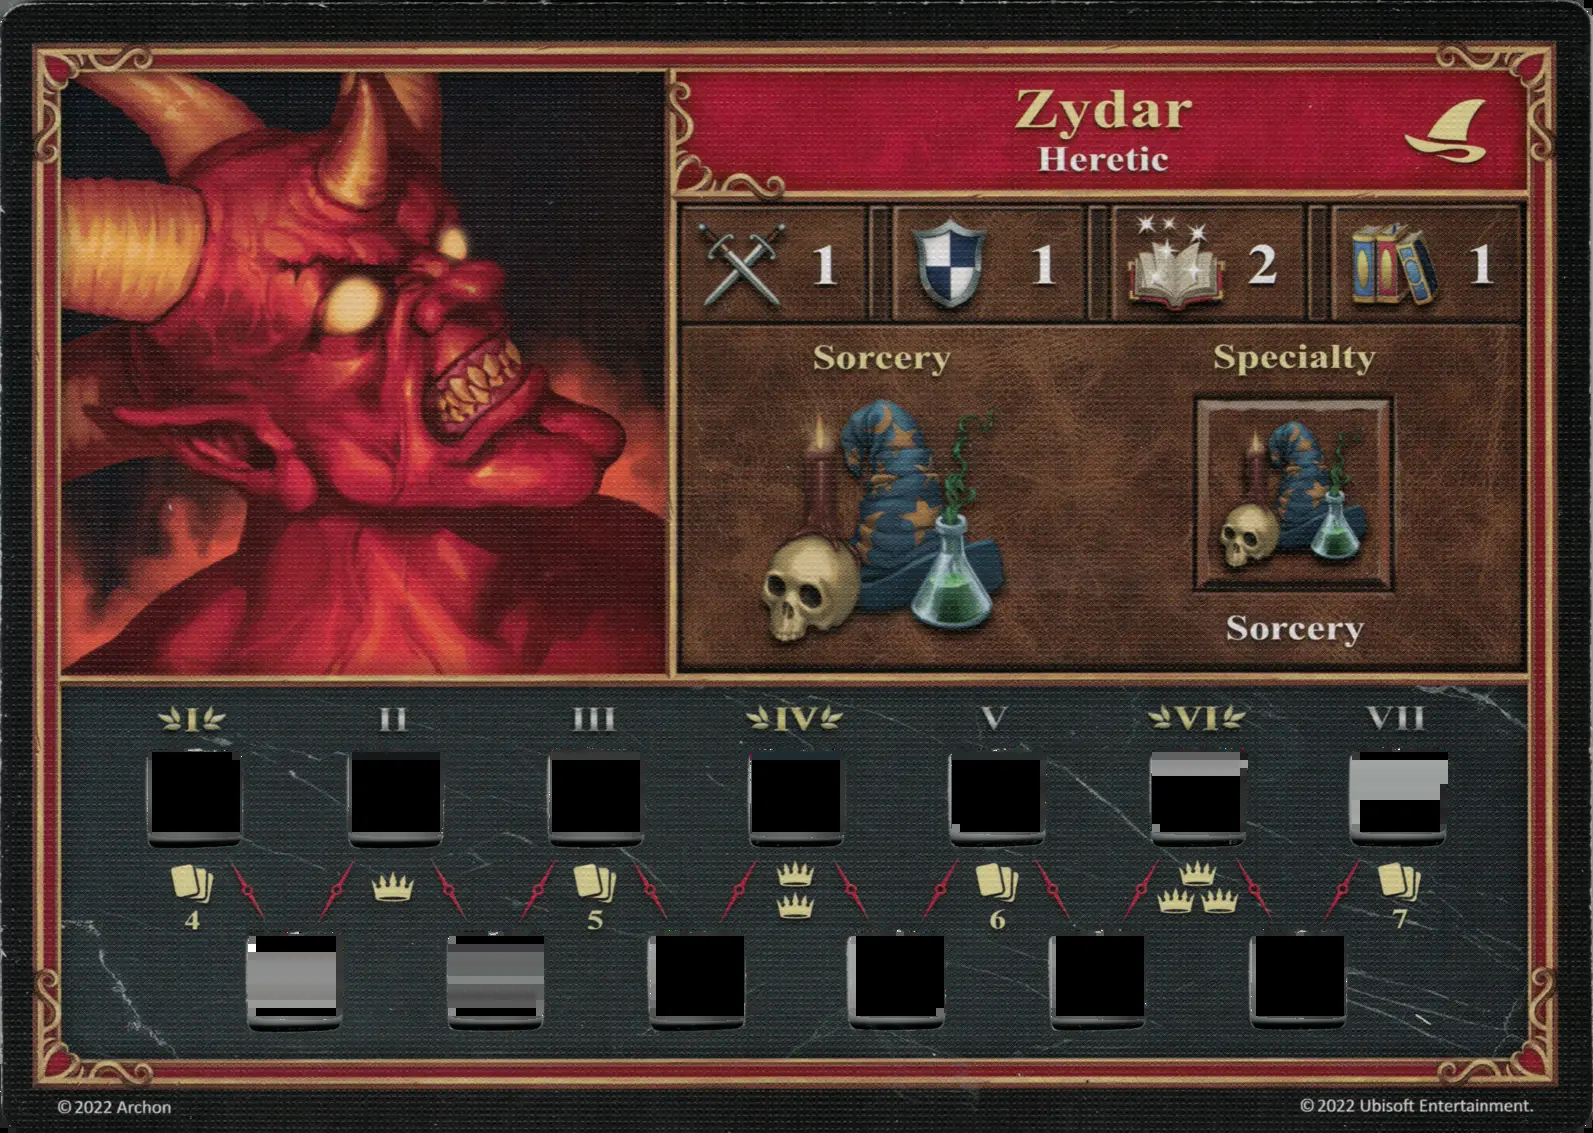 Zydar
Heretic
1 1 2 1
Sorcery Specialty
Sorcery
I II III IV V VI VII
4 5 6 7
© 2022 Archon © 2022 Ubisoft Entertainment.